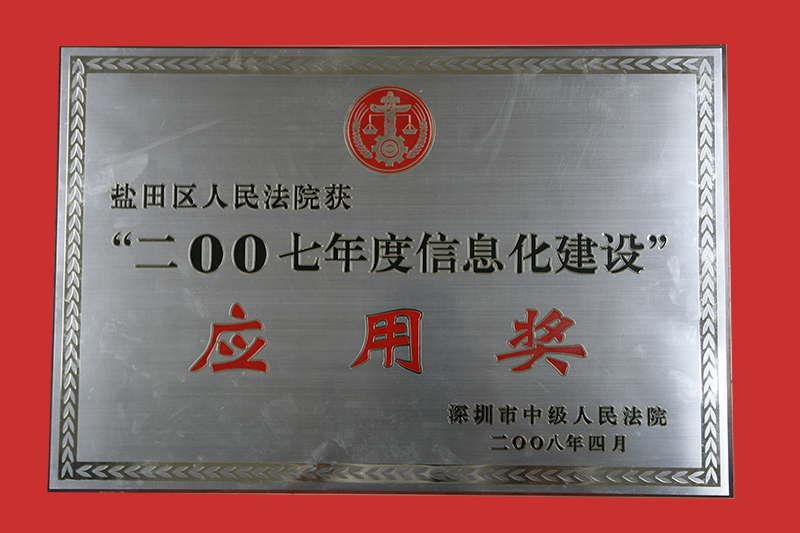 盐田区人民法院获
“二00七年度信息化建设”
应用奖
深圳市中级人民法院
二00八年四月